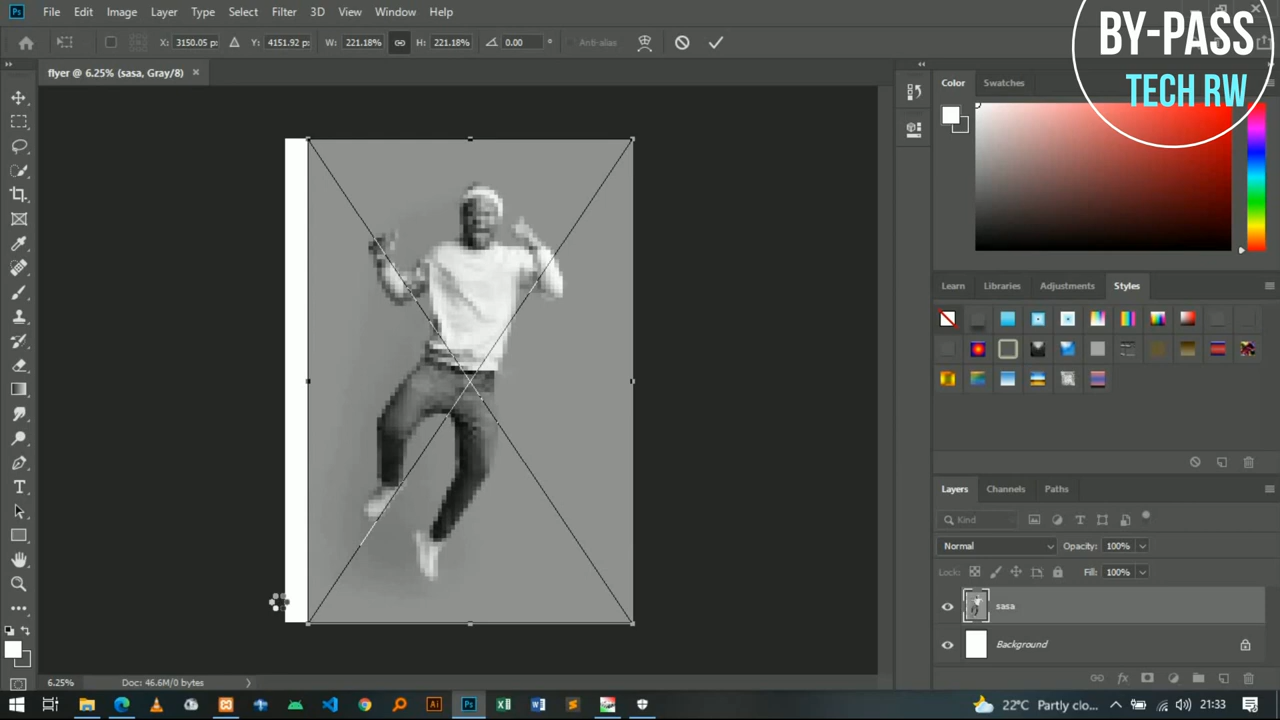 Ps
File Edit Image Layer Type Select Filter 3D View Window Help
BY-PASS
TECH RW
X: 3150.05 p: Y: 4151.92 p: W: 221.18% H: 221.18% 0.00 ° Anti-alias
flyer @ 6.25% (sasa, Gray/8) ×
Color Swatches
Learn Libraries Adjustments Styles
Layers Channels Paths
Kind
Normal Opacity: 100%
Lock: Fill: 100%
sasa
Background
6.25% Doc: 46.6M/0 bytes
Ai Ps 22°C Partly clo... 21:33